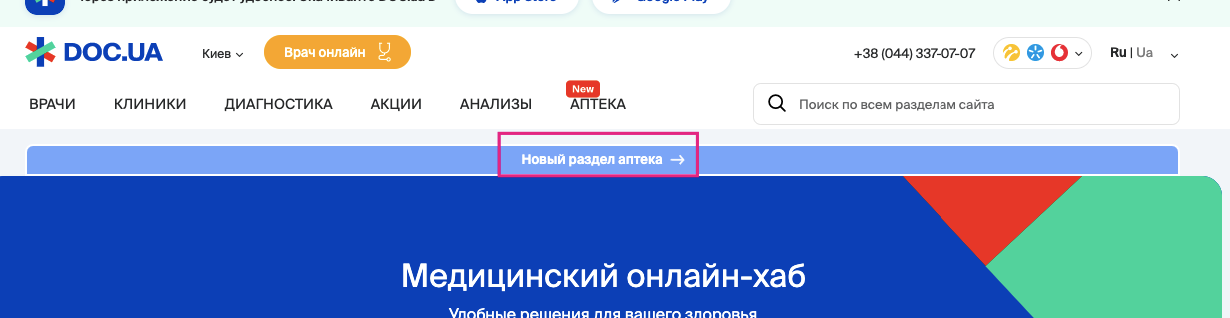 App Store
Google Play
DOC.UA
Киев
Врач онлайн
+38 (044) 337-07-07
Ru | Ua
ВРАЧИ
КЛИНИКИ
ДИАГНОСТИКА
АКЦИИ
АНАЛИЗЫ
New
АПТЕКА
Поиск по всем разделам сайта
Новый раздел аптека →
Медицинский онлайн-хаб
Удобные решения для вашего здоровья